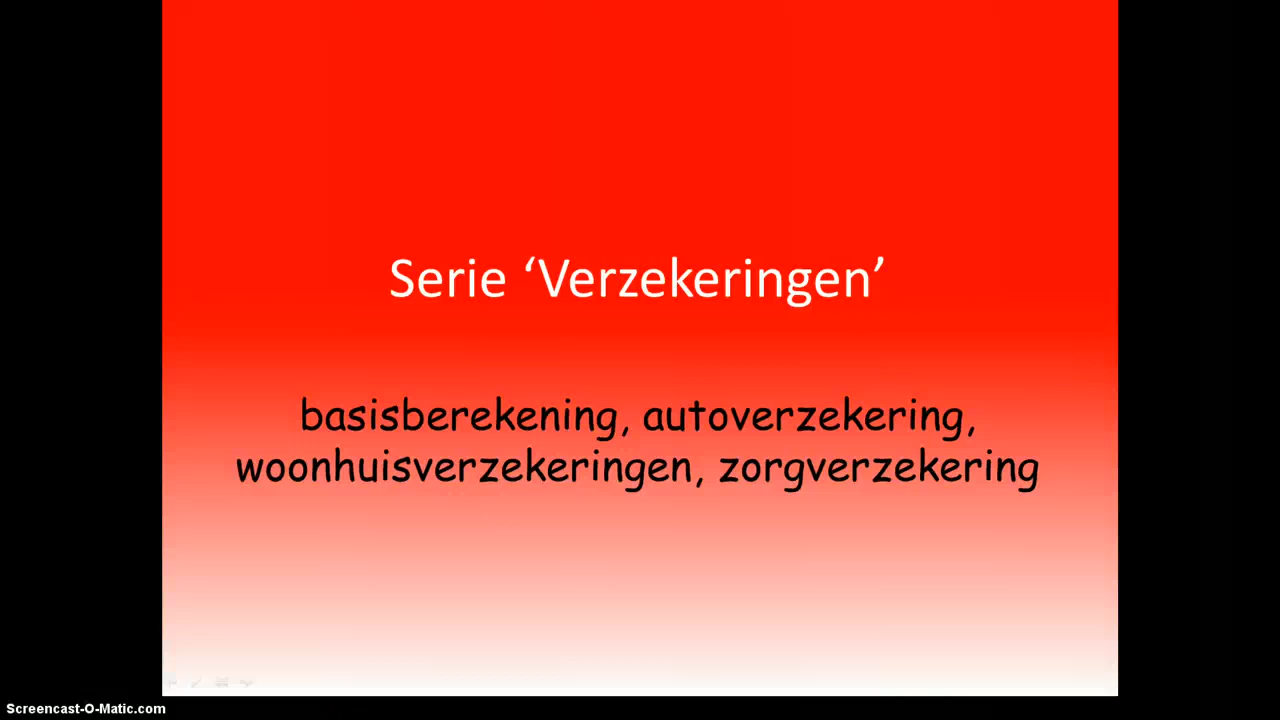 Serie ‘Verzekeringen’
basisberekening, autoverzekering,
woonhuisverzekeringen, zorgverzekering
Screencast-O-Matic.com